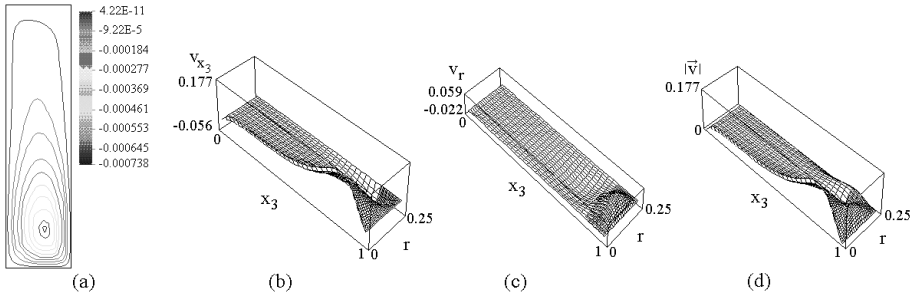 4.22E-11
-9.22E-5
-0.000184
-0.000277
-0.000369
-0.000461
-0.000553
-0.000645
-0.000738
(a)
v_x₃
0.177
-0.056
0
x₃
1 0
r
0.25
(b)
v_r
0.059
-0.022
0
x₃
1 0
r
0.25
(c)
|v⃗|
0.177
0
x₃
1 0
r
0.25
(d)